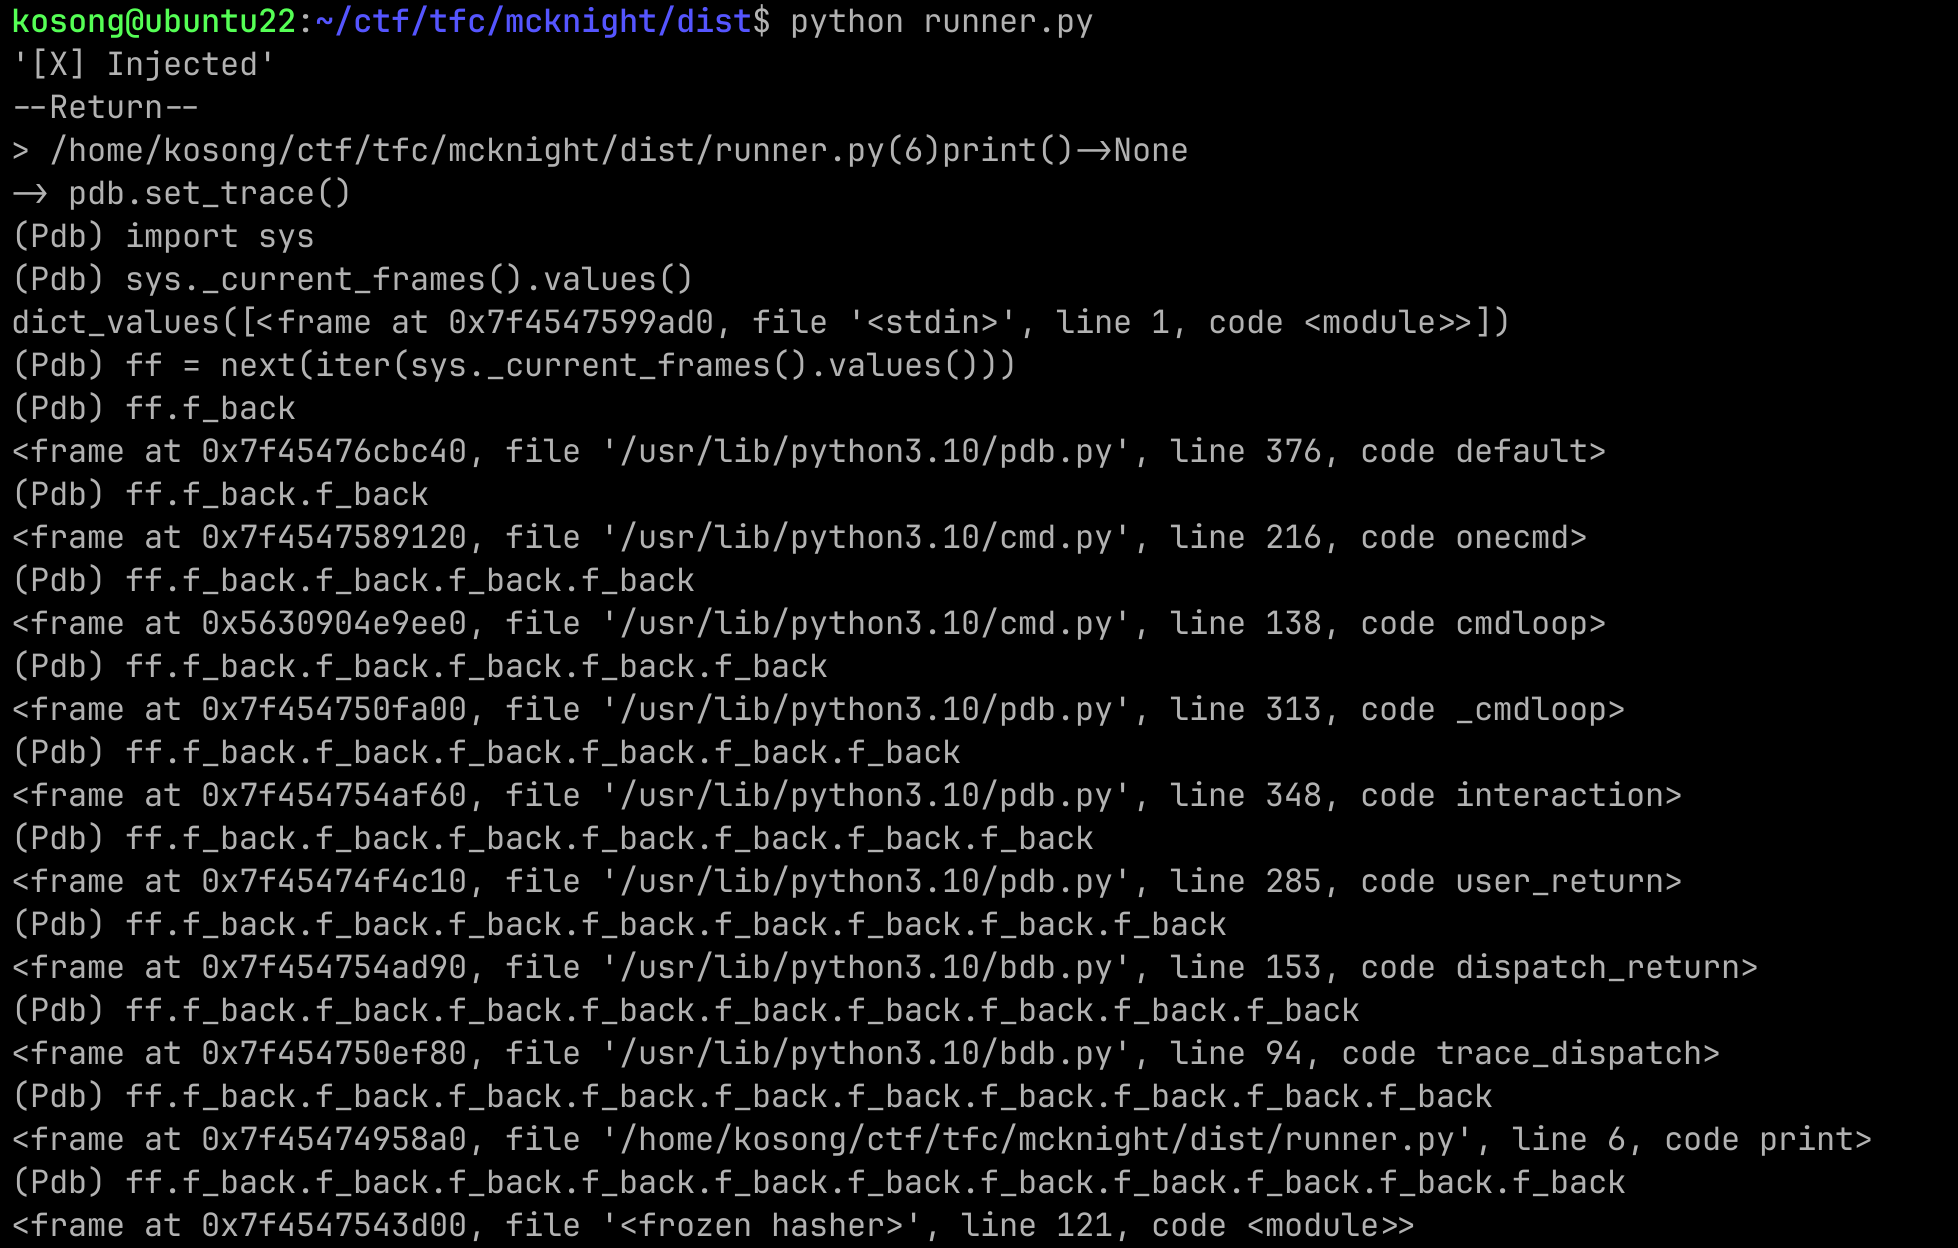 kosong@ubuntu22:~/ctf/tfc/mcknight/dist$ python runner.py
'[X] Injected'
--Return--
> /home/kosong/ctf/tfc/mcknight/dist/runner.py(6)print()->None
-> pdb.set_trace()
(Pdb) import sys
(Pdb) sys._current_frames().values()
dict_values([<frame at 0x7f4547599ad0, file '<stdin>', line 1, code <module>>])
(Pdb) ff = next(iter(sys._current_frames().values()))
(Pdb) ff.f_back
<frame at 0x7f45476cbc40, file '/usr/lib/python3.10/pdb.py', line 376, code default>
(Pdb) ff.f_back.f_back
<frame at 0x7f4547589120, file '/usr/lib/python3.10/cmd.py', line 216, code onecmd>
(Pdb) ff.f_back.f_back.f_back.f_back
<frame at 0x5630904e9ee0, file '/usr/lib/python3.10/cmd.py', line 138, code cmdloop>
(Pdb) ff.f_back.f_back.f_back.f_back.f_back
<frame at 0x7f454750fa00, file '/usr/lib/python3.10/pdb.py', line 313, code _cmdloop>
(Pdb) ff.f_back.f_back.f_back.f_back.f_back.f_back
<frame at 0x7f454754af60, file '/usr/lib/python3.10/pdb.py', line 348, code interaction>
(Pdb) ff.f_back.f_back.f_back.f_back.f_back.f_back.f_back
<frame at 0x7f45474f4c10, file '/usr/lib/python3.10/pdb.py', line 285, code user_return>
(Pdb) ff.f_back.f_back.f_back.f_back.f_back.f_back.f_back.f_back
<frame at 0x7f454754ad90, file '/usr/lib/python3.10/bdb.py', line 153, code dispatch_return>
(Pdb) ff.f_back.f_back.f_back.f_back.f_back.f_back.f_back.f_back.f_back
<frame at 0x7f454750ef80, file '/usr/lib/python3.10/bdb.py', line 94, code trace_dispatch>
(Pdb) ff.f_back.f_back.f_back.f_back.f_back.f_back.f_back.f_back.f_back.f_back
<frame at 0x7f45474958a0, file '/home/kosong/ctf/tfc/mcknight/dist/runner.py', line 6, code print>
(Pdb) ff.f_back.f_back.f_back.f_back.f_back.f_back.f_back.f_back.f_back.f_back.f_back
<frame at 0x7f4547543d00, file '<frozen hasher>', line 121, code <module>>